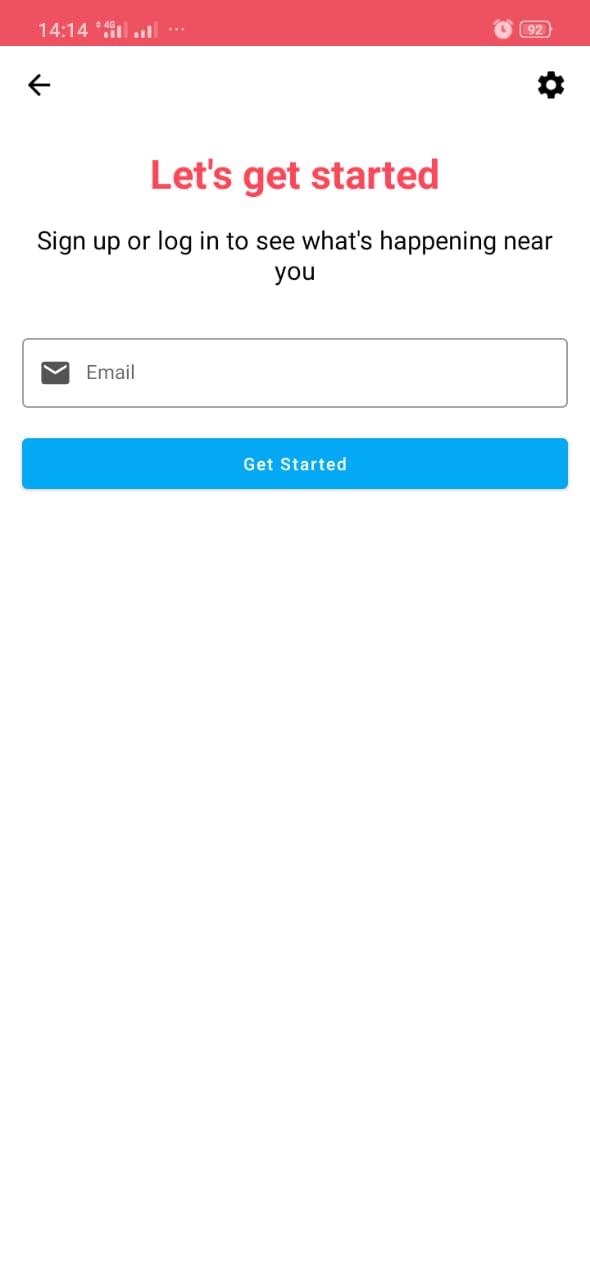 14:14 4G 92
Let's get started
Sign up or log in to see what's happening near
you
Email
Get Started